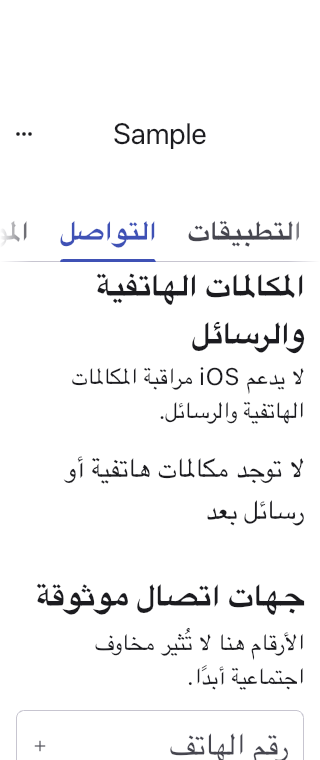 Sample
...
التطبيقات
التواصل
المكالمات الهاتفية
والرسائل
لا يدعم iOS مراقبة المكالمات
الهاتفية والرسائل.
لا توجد مكالمات هاتفية أو
رسائل بعد
جهات اتصال موثوقة
الأرقام هنا لا تُثير مخاوف
اجتماعية أبدًا.
رقم الهاتف +